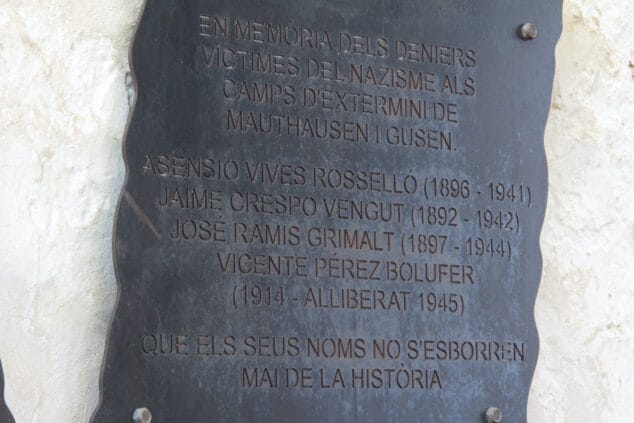 EN MEMÒRIA DELS DENIERS
VÍCTIMES DEL NAZISME ALS
CAMPS D'EXTERMINI DE
MAUTHAUSEN I GUSEN.
ASENSIO VIVES ROSSELLÓ (1896 - 1941)
JAIME CRESPO VENGUT (1892 - 1942)
JOSÉ RAMIS GRIMALT (1897 - 1944)
VICENTE PÉREZ BOLUFER
(1914 - ALLIBERAT 1945)
QUE ELS SEUS NOMS NO S'ESBORREN
MAI DE LA HISTÒRIA